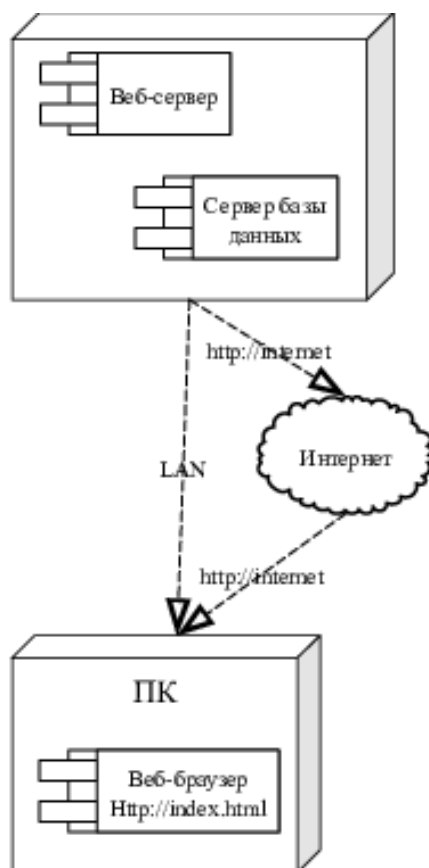 Веб-сервер
Сервер базы
данных
http://internet
LAN
Интернет
http://internet
ПК
Веб-браузер
Http://index.html